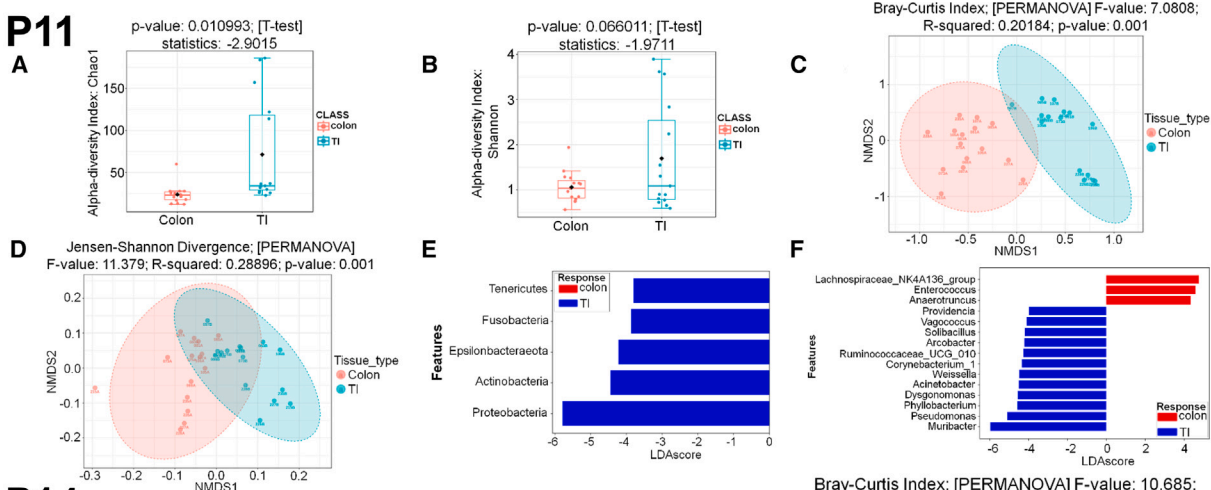 P11
A
p-value: 0.010993; [T-test]
statistics: -2.9015
Alpha-diversity Index: Chao1
150
100
50
Colon
TI
CLASS
colon
TI
B
p-value: 0.066011; [T-test]
statistics: -1.9711
Alpha-diversity Index:
Shannon
4
3
2
1
Colon
TI
CLASS
colon
TI
C
Bray-Curtis Index; [PERMANOVA] F-value: 7.0808;
R-squared: 0.20184; p-value: 0.001
NMDS2
1
0
-1
-1.0
-0.5
0.0
0.5
1.0
NMDS1
Tissue_type
Colon
TI
D
Jensen-Shannon Divergence; [PERMANOVA]
F-value: 11.379; R-squared: 0.28896; p-value: 0.001
NMDS2
0.2
0.1
0.0
-0.1
-0.2
-0.3
-0.2
-0.1
0.0
0.1
0.2
NMDS1
Tissue_type
Colon
TI
E
Features
Tenericutes
Fusobacteria
Epsilonbacteraeota
Actinobacteria
Proteobacteria
Response
colon
TI
-6
-5
-4
-3
-2
-1
0
LDAscore
F
Features
Lachnospiraceae_NK4A136_group
Enterococcus
Anaerotruncus
Providencia
Vagococcus
Solibacillus
Arcobacter
Ruminococcaceae_UCG_010
Corynebacterium_1
Weissella
Acinetobacter
Dysgonomonas
Phyllobacterium
Pseudomonas
Muribacter
Response
colon
TI
-6
-4
-2
0
2
4
LDAscore
Bray-Curtis Index; [PERMANOVA] F-value: 10.685;